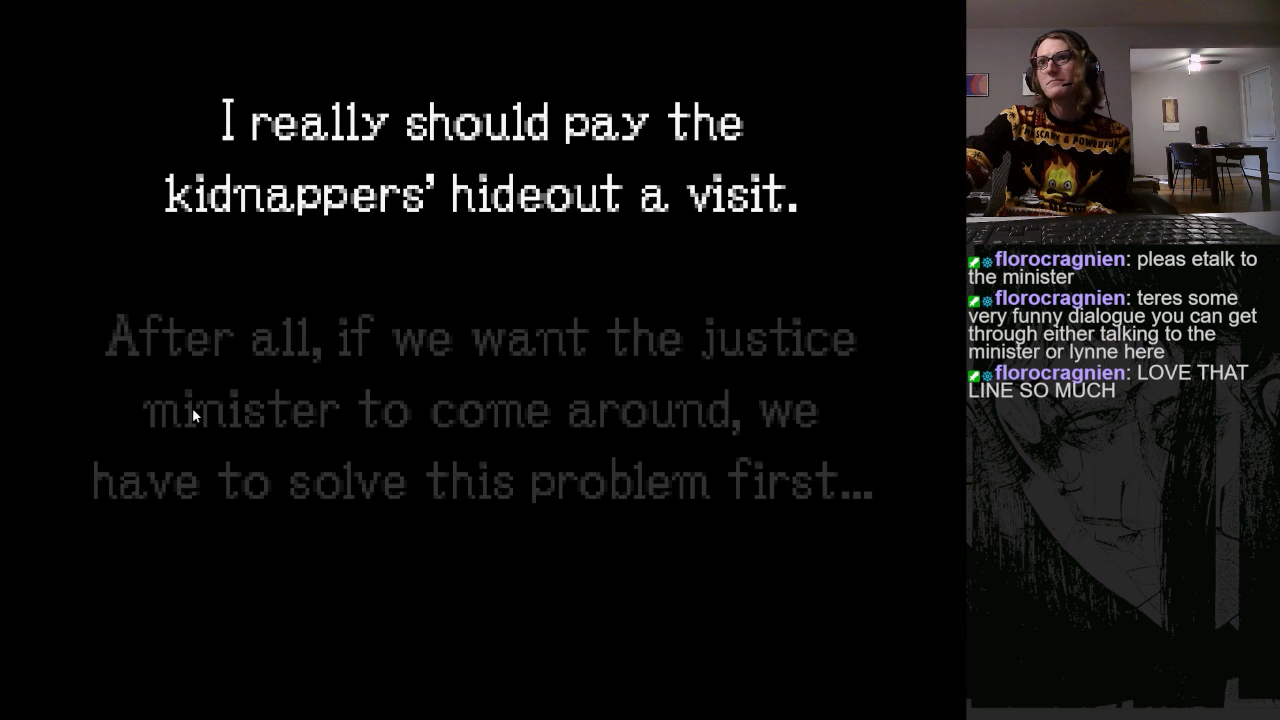 I really should pay the
kidnappers' hideout a visit.
After all, if we want the justice
minister to come around, we
have to solve this problem first...
SCARY & POWERFUL
florocragnien: pleas etalk to
the minister
florocragnien: teres some
very funny dialogue you can get
through either talking to the
minister or lynne here
florocragnien: LOVE THAT
LINE SO MUCH